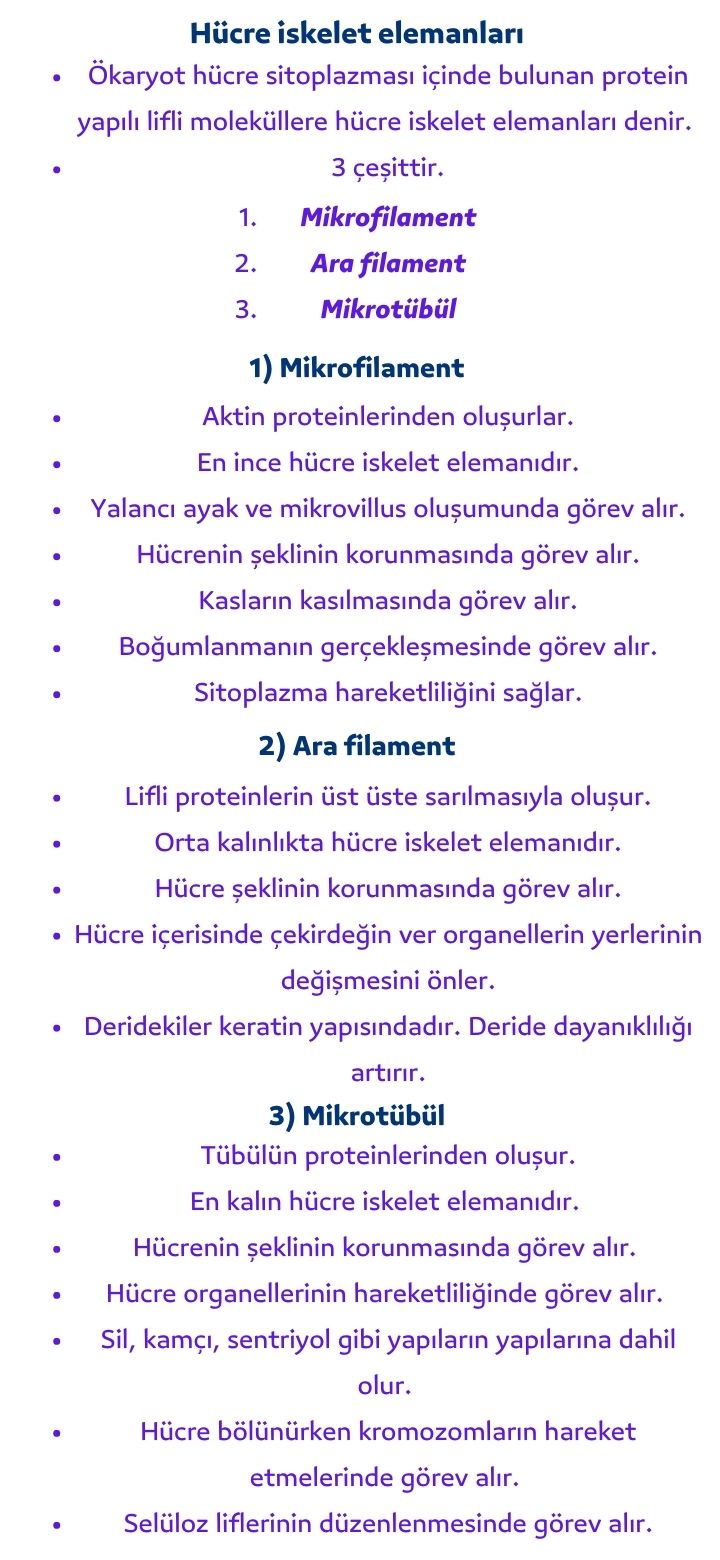 Hücre iskelet elemanları
• Ökaryot hücre sitoplazması içinde bulunan protein
yapılı lifli moleküllere hücre iskelet elemanları denir.
• 3 çeşittir.
1. Mikrofilament
2. Ara filament
3. Mikrotübül
1) Mikrofilament
• Aktin proteinlerinden oluşurlar.
• En ince hücre iskelet elemanıdır.
• Yalancı ayak ve mikrovillus oluşumunda görev alır.
• Hücrenin şeklinin korunmasında görev alır.
• Kasların kasılmasında görev alır.
• Boğumlanmanın gerçekleşmesinde görev alır.
• Sitoplazma hareketliliğini sağlar.
2) Ara filament
• Lifli proteinlerin üst üste sarılmasıyla oluşur.
• Orta kalınlıkta hücre iskelet elemanıdır.
• Hücre şeklinin korunmasında görev alır.
• Hücre içerisinde çekirdeğin ver organellerin yerlerinin
değişmesini önler.
• Deridekiler keratin yapısındadır. Deride dayanıklılığı
artırır.
3) Mikrotübül
• Tübülün proteinlerinden oluşur.
• En kalın hücre iskelet elemanıdır.
• Hücrenin şeklinin korunmasında görev alır.
• Hücre organellerinin hareketliliğinde görev alır.
• Sil, kamçı, sentriyol gibi yapıların yapılarına dahil
olur.
• Hücre bölünürken kromozomların hareket
etmelerinde görev alır.
• Selüloz liflerinin düzenlenmesinde görev alır.